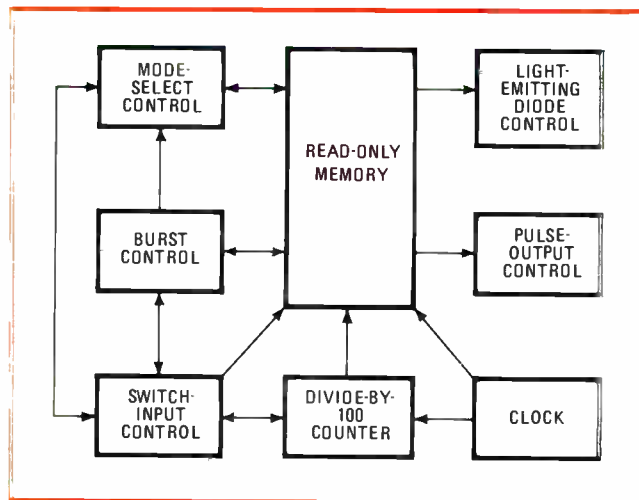 MODE-
SELECT
CONTROL
READ-ONLY
MEMORY
LIGHT-
EMITTING
DIODE
CONTROL
BURST
CONTROL
PULSE-
OUTPUT
CONTROL
SWITCH-
INPUT
CONTROL
DIVIDE-BY-
100
COUNTER
CLOCK